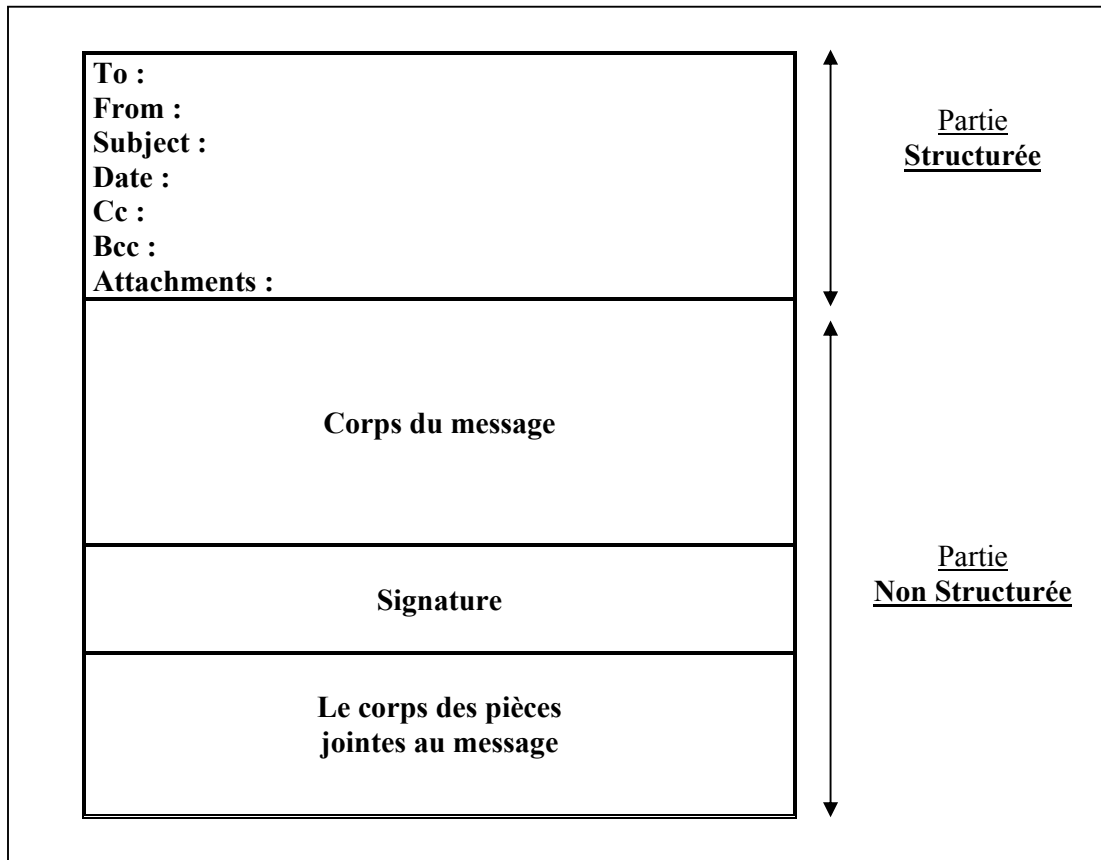 To :
From :
Subject :
Date :
Cc :
Bcc :
Attachments :
Partie
Structurée
Corps du message
Signature
Partie
Non Structurée
Le corps des pièces
jointes au message